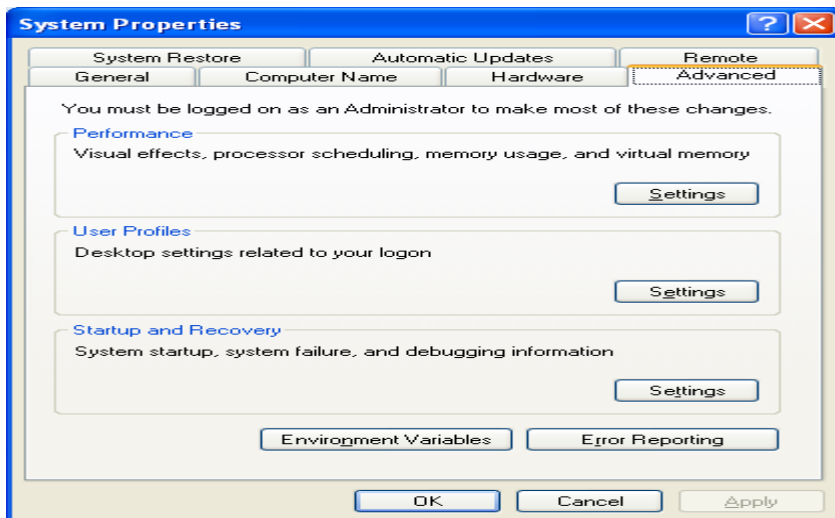 System Properties
System Restore Automatic Updates Remote
General Computer Name Hardware Advanced
You must be logged on as an Administrator to make most of these changes.
Performance
Visual effects, processor scheduling, memory usage, and virtual memory
Settings
User Profiles
Desktop settings related to your logon
Settings
Startup and Recovery
System startup, system failure, and debugging information
Settings
Environment Variables Error Reporting
OK Cancel Apply